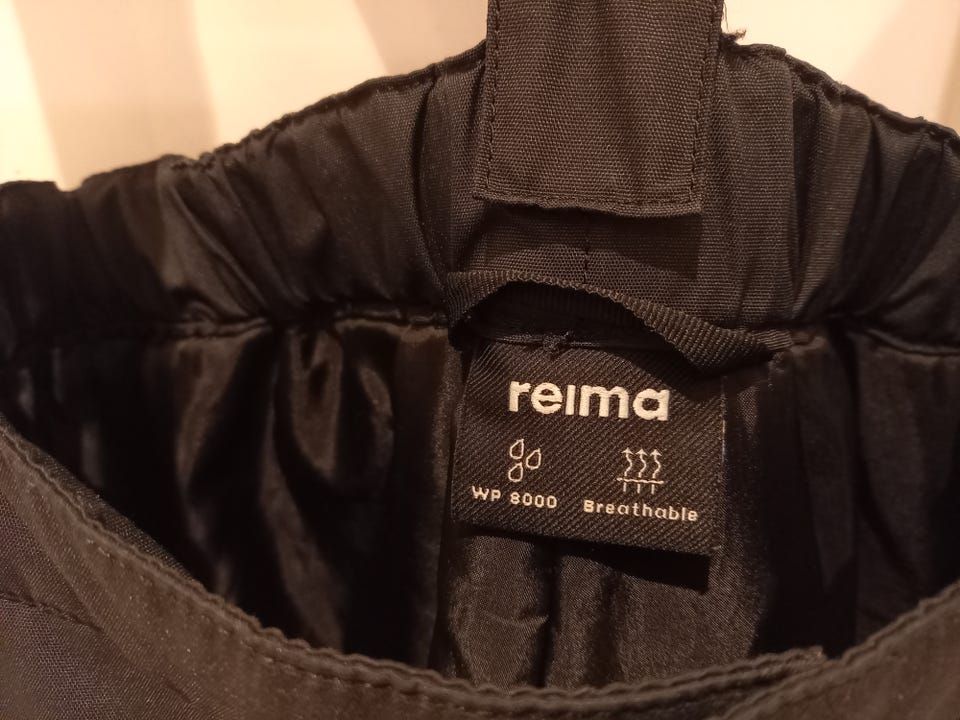 reima
WP 8000
Breathable